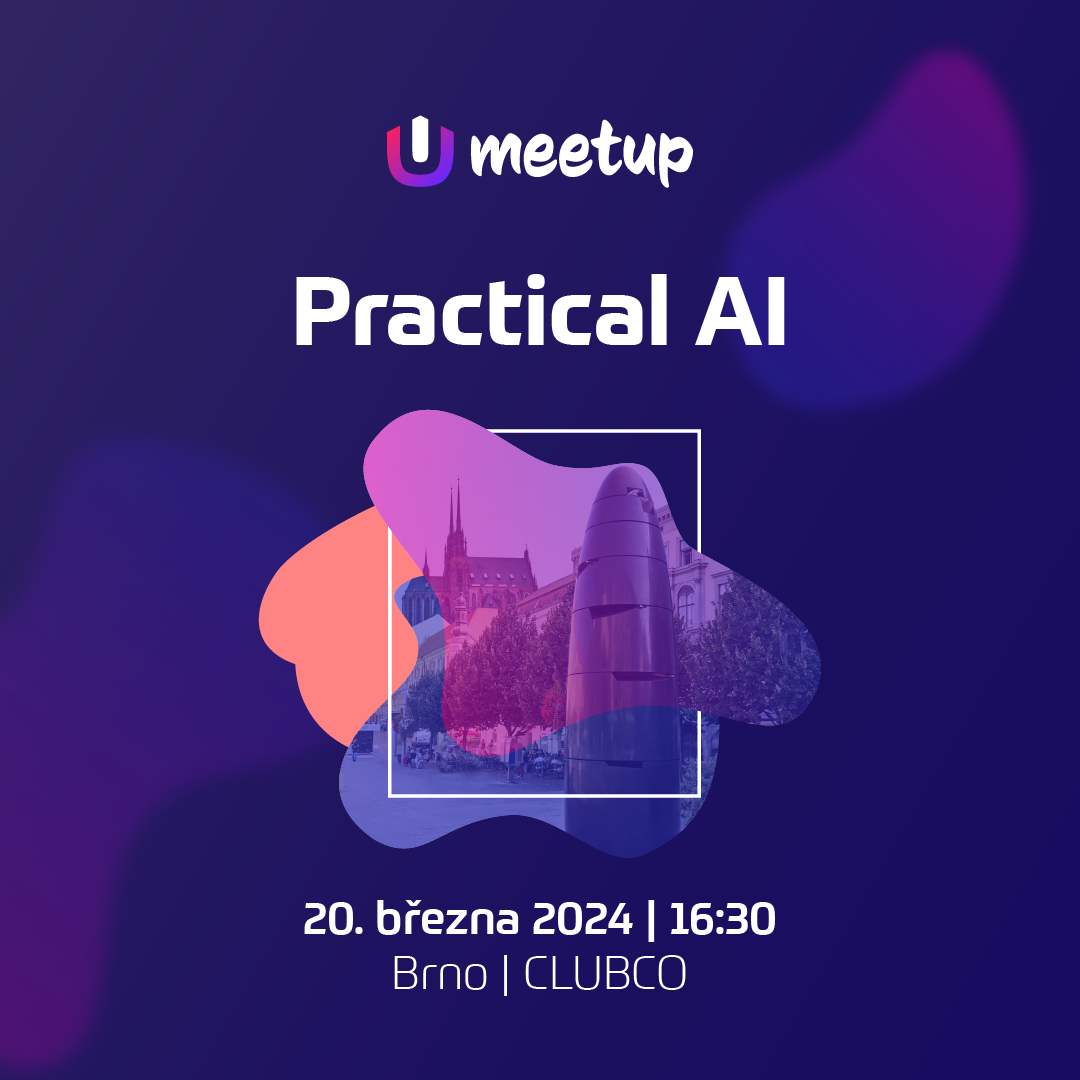 U meetup
Practical AI
20. března 2024 | 16:30
Brno | CLUBCO